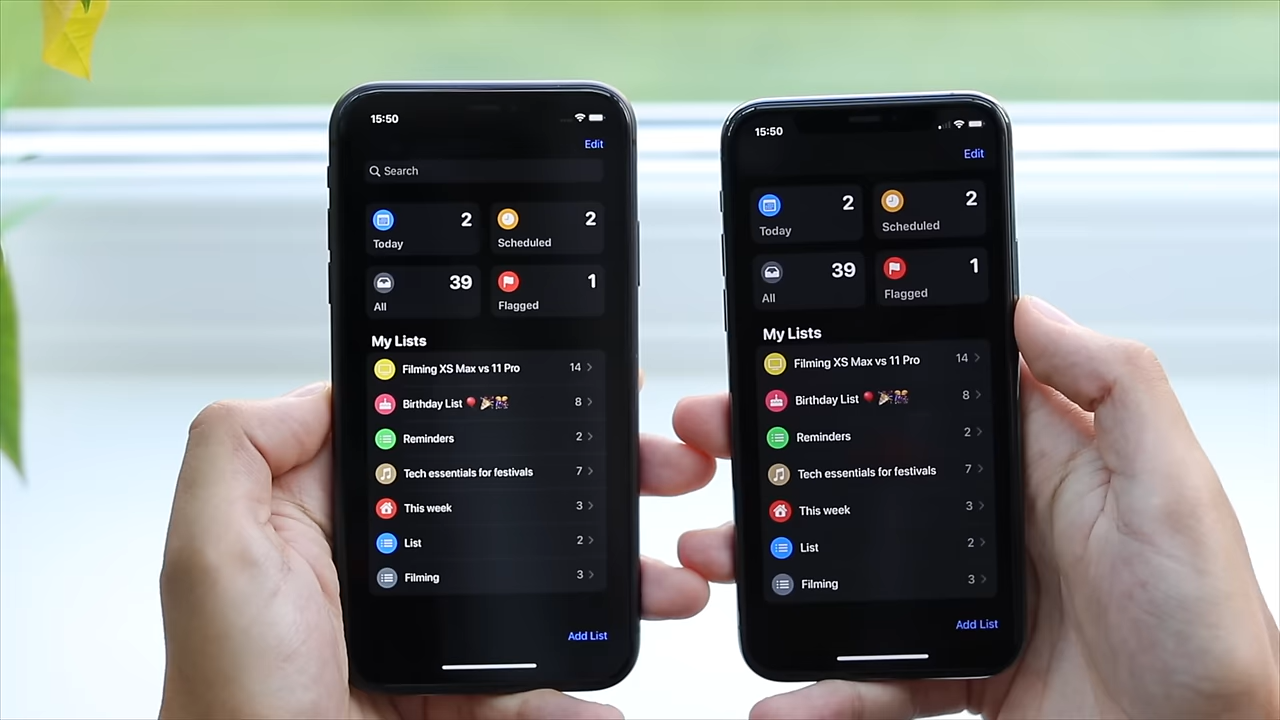 15:50
Edit
Search
2
Today
2
Scheduled
39
All
1
Flagged
My Lists
Filming XS Max vs 11 Pro 14
Birthday List 🎈 🎉 🎊 8
Reminders 2
Tech essentials for festivals 7
This week 3
List 2
Filming 3
Add List
15:50
Edit
2
Today
2
Scheduled
39
All
1
Flagged
My Lists
Filming XS Max vs 11 Pro 14
Birthday List 🎈 🎉 🎊 8
Reminders 2
Tech essentials for festivals 7
This week 3
List 2
Filming 3
Add List